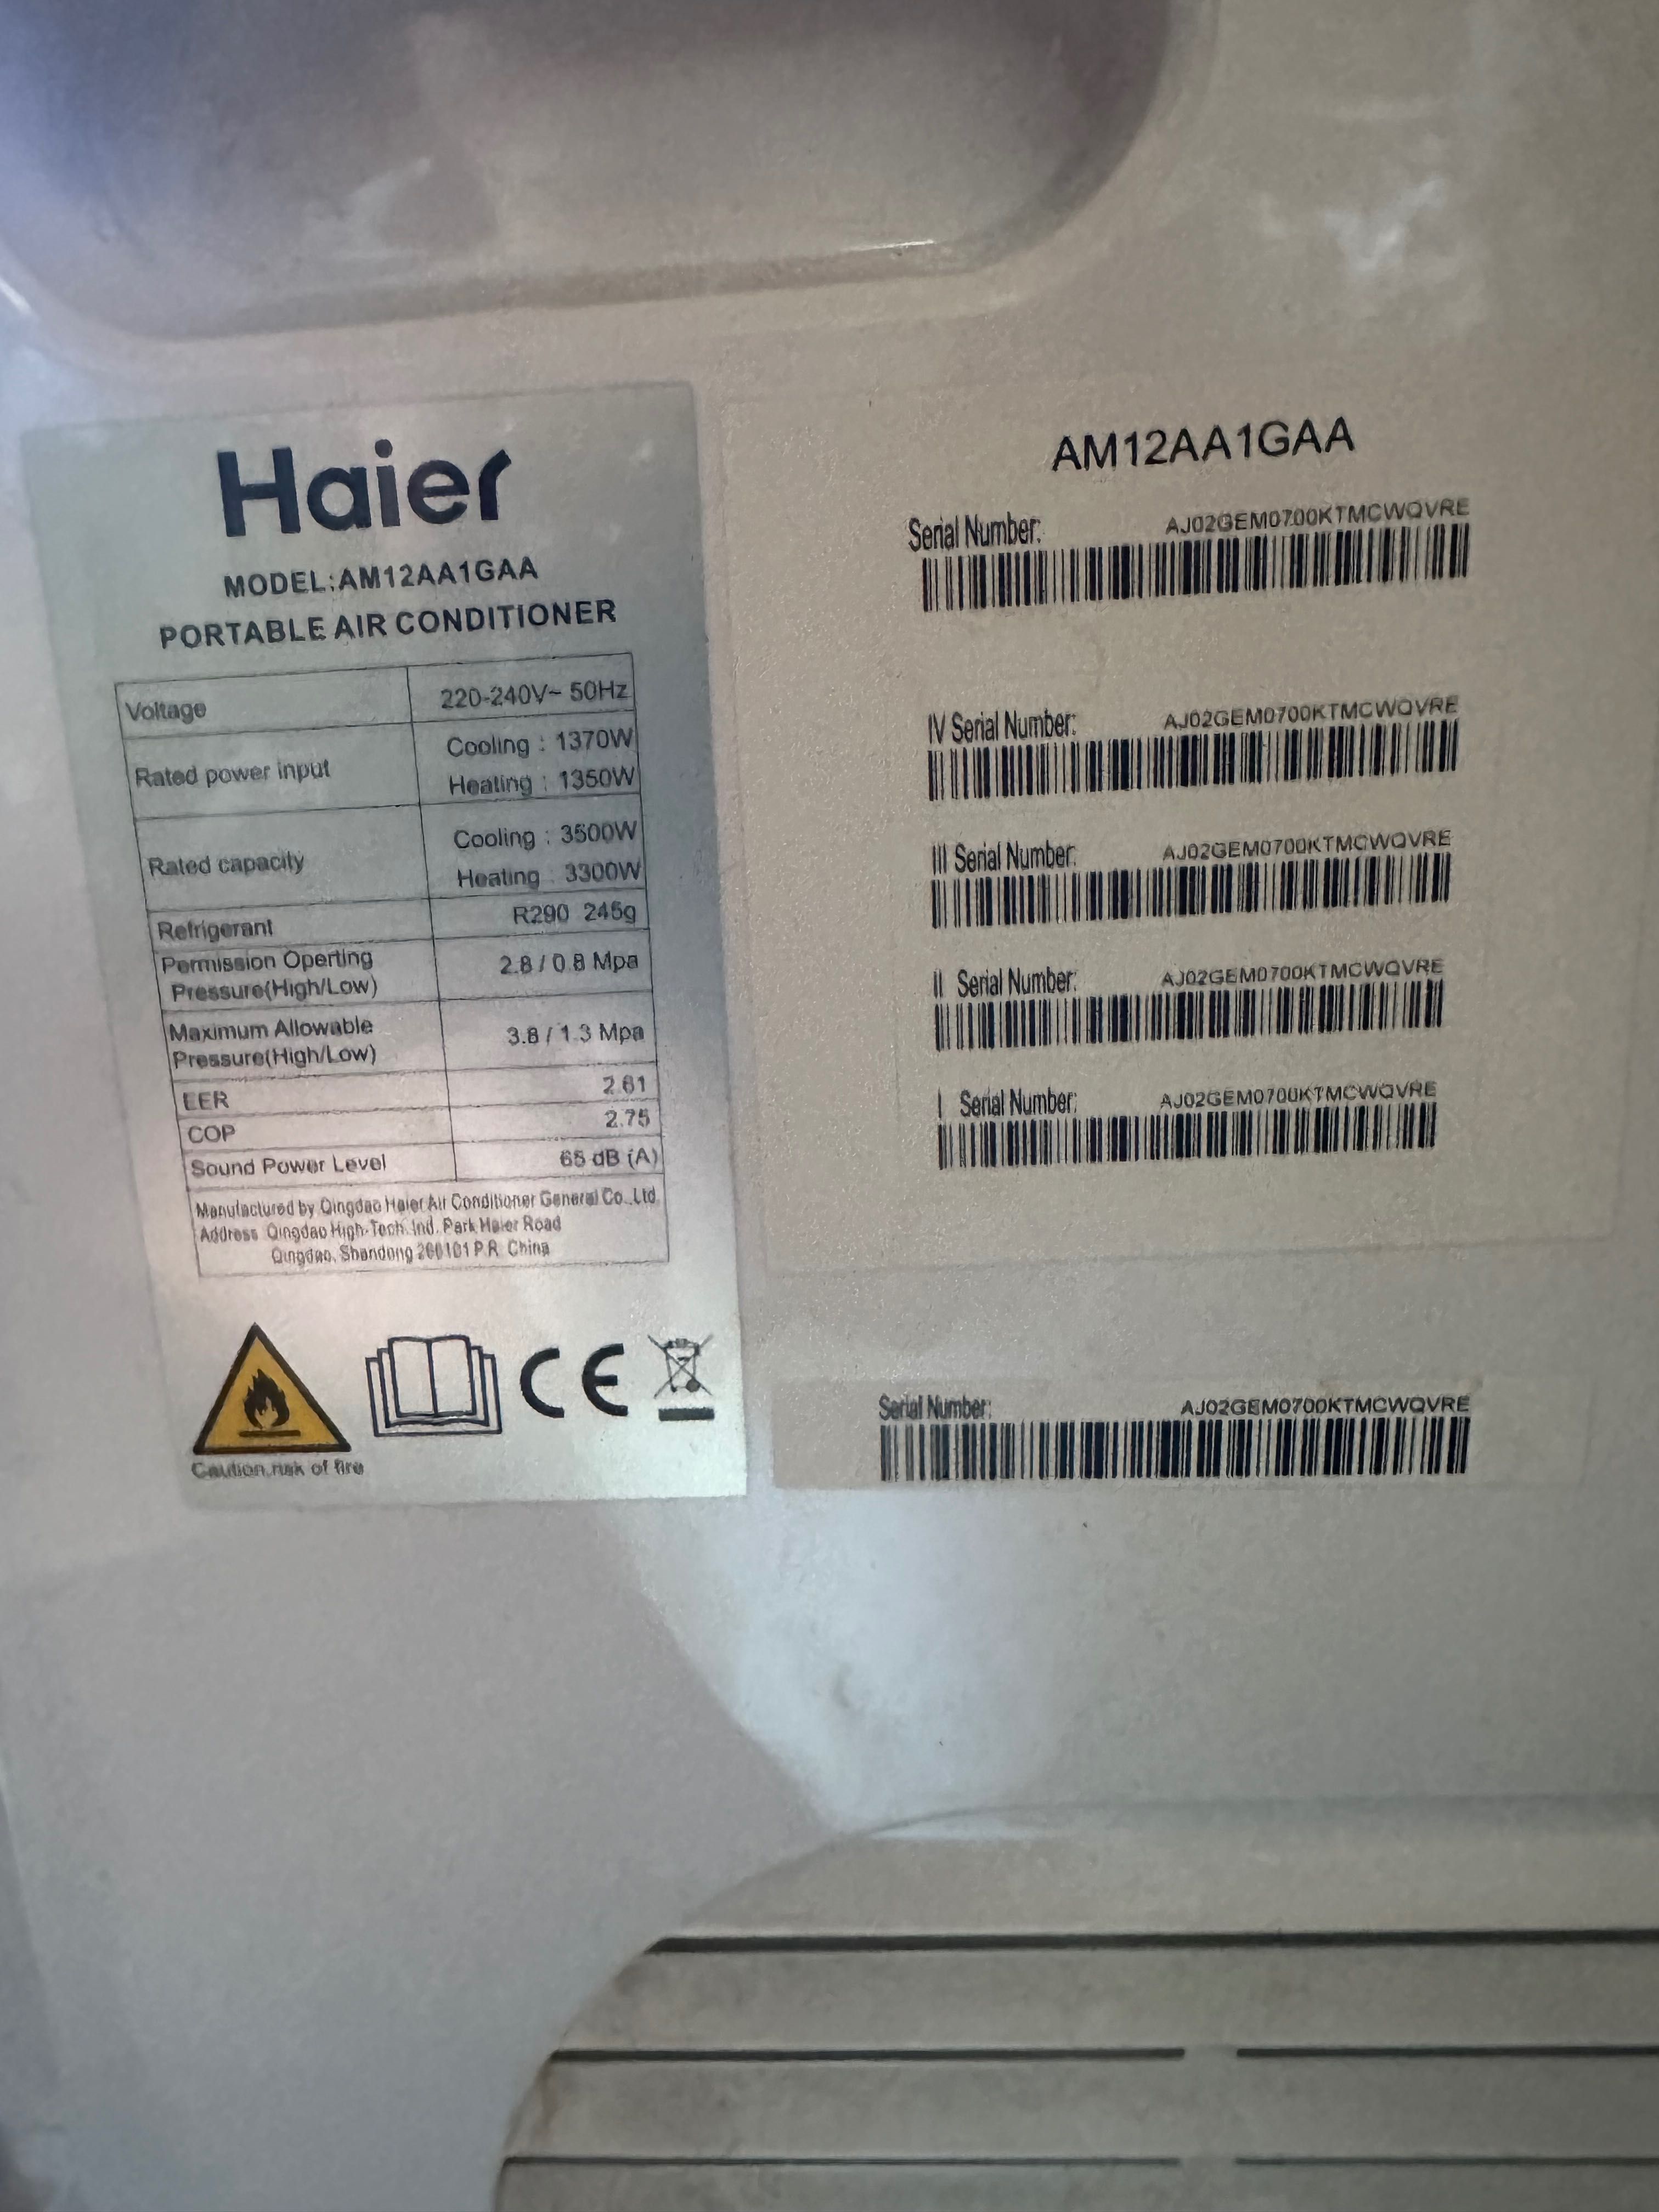 Haier
MODEL:AM12AA1GAA
PORTABLE AIR CONDITIONER
Voltage 220-240V~ 50Hz
Rated power input Cooling : 1370W
Heating : 1350W
Rated capacity Cooling : 3500W
Heating : 3300W
Refrigerant R290 245g
Permission Operting
Pressure(High/Low) 2.8 / 0.8 Mpa
Maximum Allowable
Pressure(High/Low) 3.8 / 1.3 Mpa
EER 2.61
COP 2.75
Sound Power Level 65 dB (A)
Manufactured by Qingdao Haier Air Conditioner General Co.,Ltd.
Address Qingdao High-Tech. Ind. Park Haier Road
Qingdao, Shandong 266101 P.R. China
Caution,risk of fire
AM12AA1GAA
Serial Number: AJ02GEM0700KTMCWQVRE
IV Serial Number: AJ02GEM0700KTMCWQVRE
III Serial Number: AJ02GEM0700KTMCWQVRE
II Serial Number: AJ02GEM0700KTMCWQVRE
I Serial Number: AJ02GEM0700KTMCWQVRE
Serial Number: AJ02GEM0700KTMCWQVRE